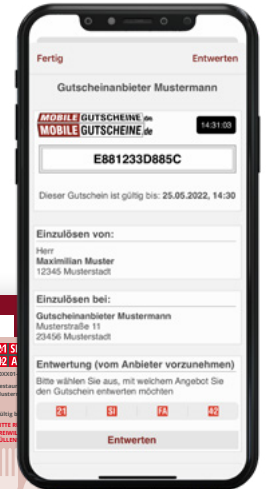 Fertig Entwerten
Gutscheinanbieter Mustermann
MOBILE GUTSCHEINE.de
MOBILE GUTSCHEINE.de
14:31:03
E881233D885C
Dieser Gutschein ist gültig bis: 25.05.2022, 14:30
Einzulösen von:
Herr
Maximilian Muster
12345 Musterstadt
Einzulösen bei:
Gutscheinanbieter Mustermann
Musterstraße 11
23456 Musterstadt
Entwertung (vom Anbieter vorzunehmen)
Bitte wählen Sie aus, mit welchem Angebot Sie
den Gutschein entwerten möchten
21 SI FA 42
Entwerten